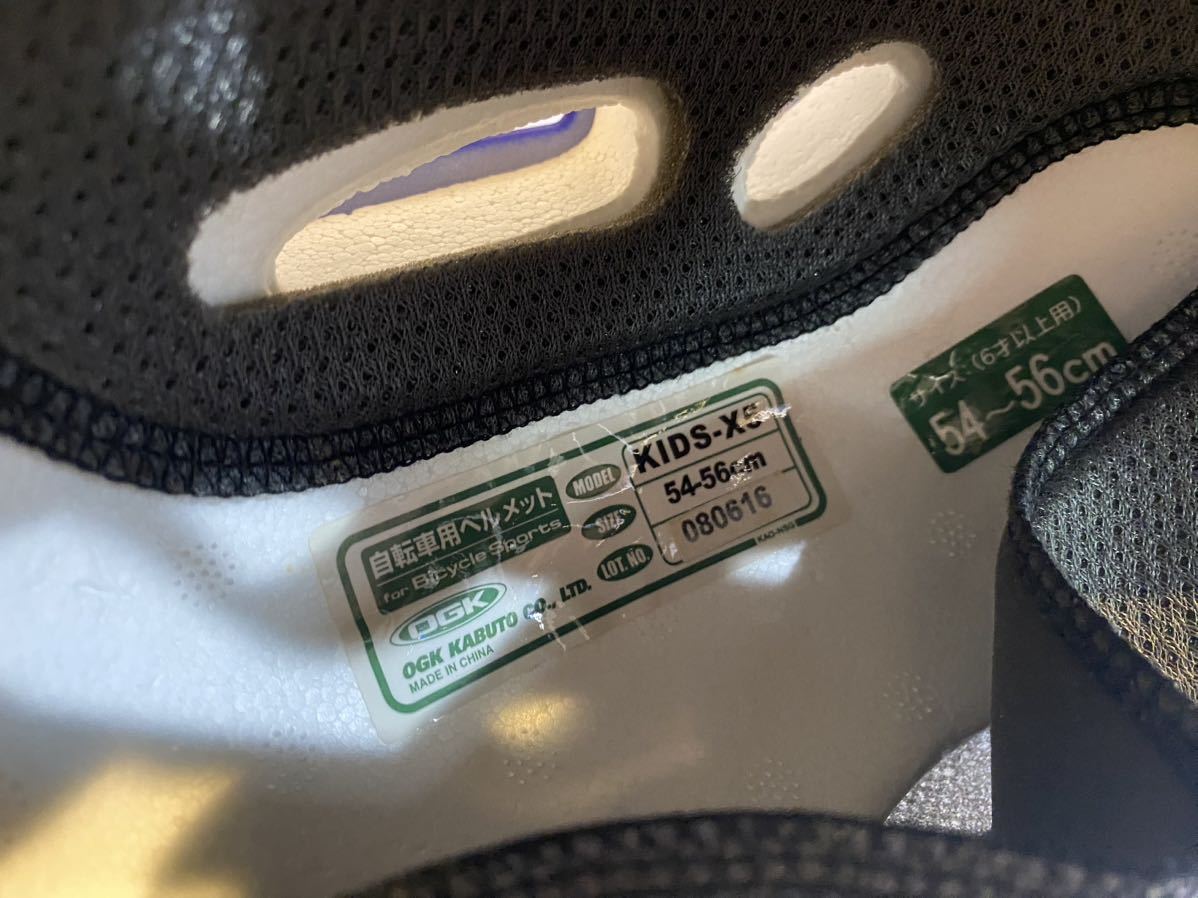 自転車用ヘルメット
for Bicycle Sports
OGK
OGK KABUTO CO., LTD.
MADE IN CHINA
MODEL KIDS-X5
SIZE 54-56cm
LOT. NO. 080616
KAO-NSG
サイズ:(6才以上用)
54～56cm